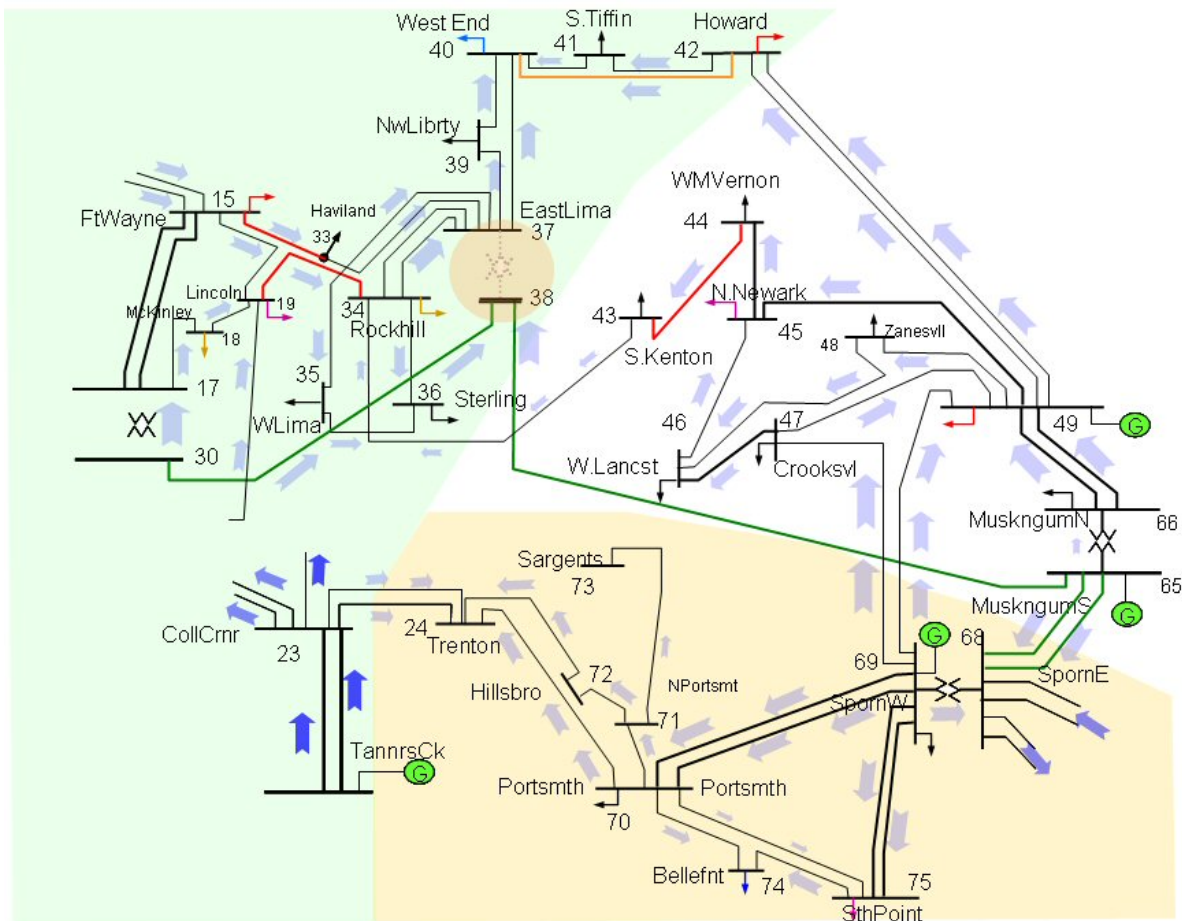 S.Tiffin
Howard
West End
40
41
42
NwLibrty
39
WMVernon
44
15
FtWayne
Haviland
33
EastLima
37
Lincoln
19
McKinley
18
34
Rockhill
38
43
S.Kenton
N.Newark
45
Zanesvll
48
17
35
WLima
36
Sterling
46
47
W.Lancst
Crooksvl
49
G
30
MuskngumN
66
Sargents
73
65
MuskngumS
G
CollCrnr
23
24
Trenton
G
68
69
SpornE
SpornW
Hillsbro
72
NPortsmt
71
TannrsCk
G
Portsmth
Portsmth
70
Bellefnt
74
75
SthPoint